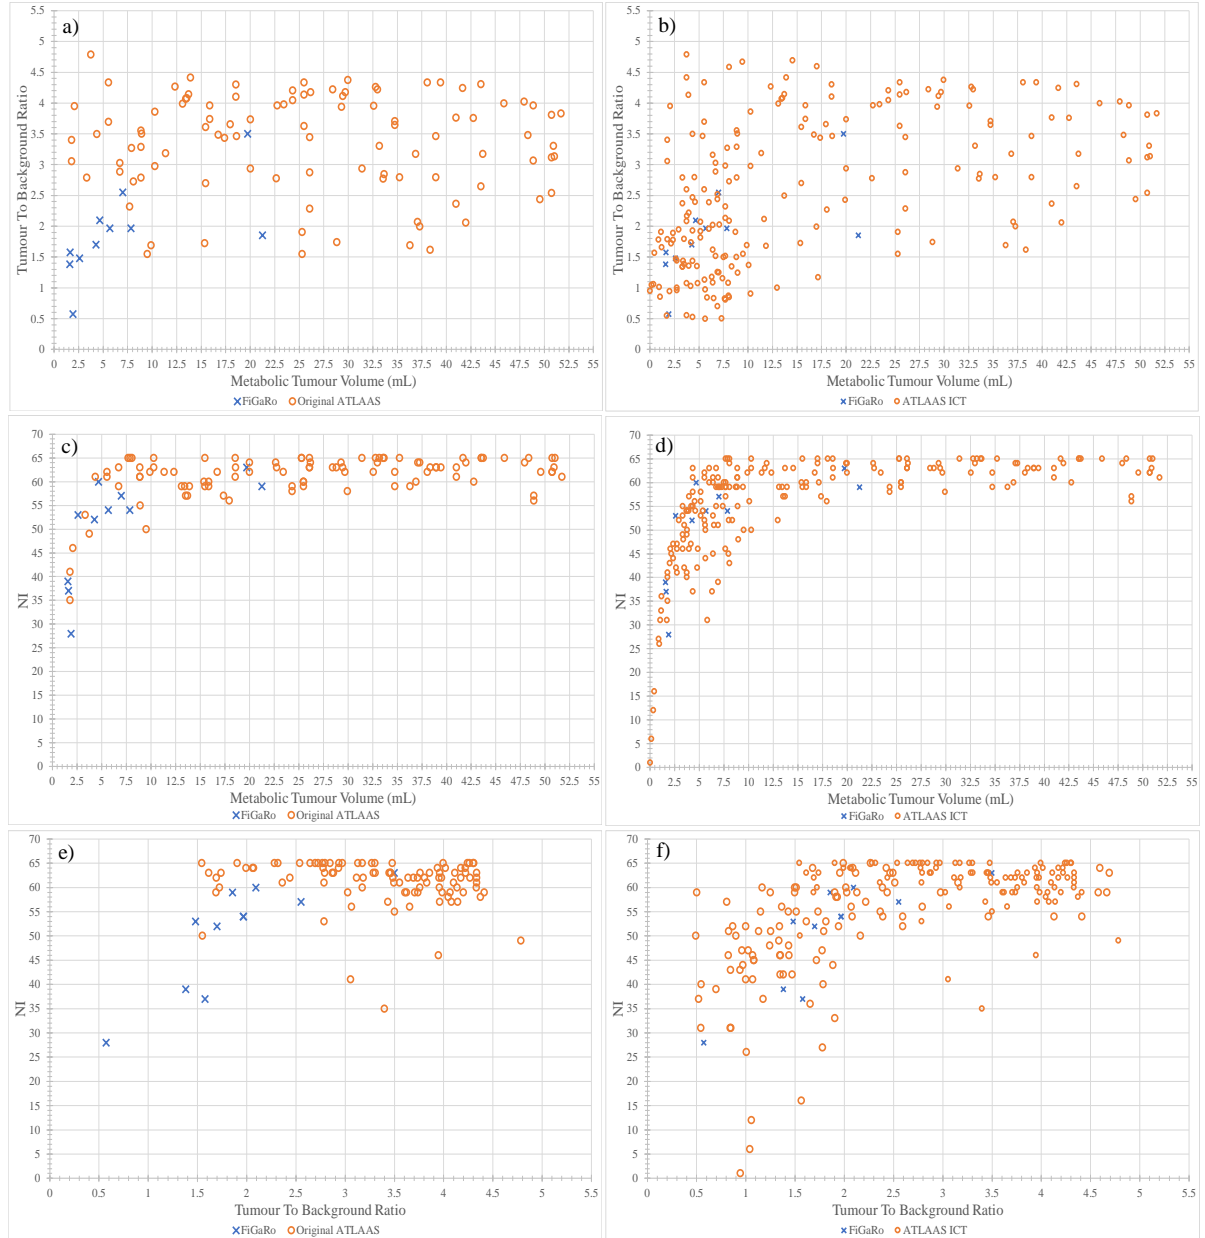 a)
Tumour To Background Ratio
5.5
5
4.5
4
3.5
3
2.5
2
1.5
1
0.5
0
0 2.5 5 7.5 10 12.5 15 17.5 20 22.5 25 27.5 30 32.5 35 37.5 40 42.5 45 47.5 50 52.5 55
Metabolic Tumour Volume (mL)
FiGaRo Original ATLAAS
b)
Tumour To Background Ratio
5.5
5
4.5
4
3.5
3
2.5
2
1.5
1
0.5
0
0 2.5 5 7.5 10 12.5 15 17.5 20 22.5 25 27.5 30 32.5 35 37.5 40 42.5 45 47.5 50 52.5 55
Metabolic Tumour Volume (mL)
FiGaRo ATLAAS ICT
c)
NI
70
65
60
55
50
45
40
35
30
25
20
15
10
5
0
0 2.5 5 7.5 10 12.5 15 17.5 20 22.5 25 27.5 30 32.5 35 37.5 40 42.5 45 47.5 50 52.5 55
Metabolic Tumour Volume (mL)
FiGaRo Original ATLAAS
d)
NI
70
65
60
55
50
45
40
35
30
25
20
15
10
5
0
0 2.5 5 7.5 10 12.5 15 17.5 20 22.5 25 27.5 30 32.5 35 37.5 40 42.5 45 47.5 50 52.5 55
Metabolic Tumour Volume (mL)
FiGaRo ATLAAS ICT
e)
NI
70
65
60
55
50
45
40
35
30
25
20
15
10
5
0
0 0.5 1 1.5 2 2.5 3 3.5 4 4.5 5 5.5
Tumour To Background Ratio
FiGaRo Original ATLAAS
f)
NI
70
65
60
55
50
45
40
35
30
25
20
15
10
5
0
0 0.5 1 1.5 2 2.5 3 3.5 4 4.5 5 5.5
Tumour To Background Ratio
FiGaRo ATLAAS ICT